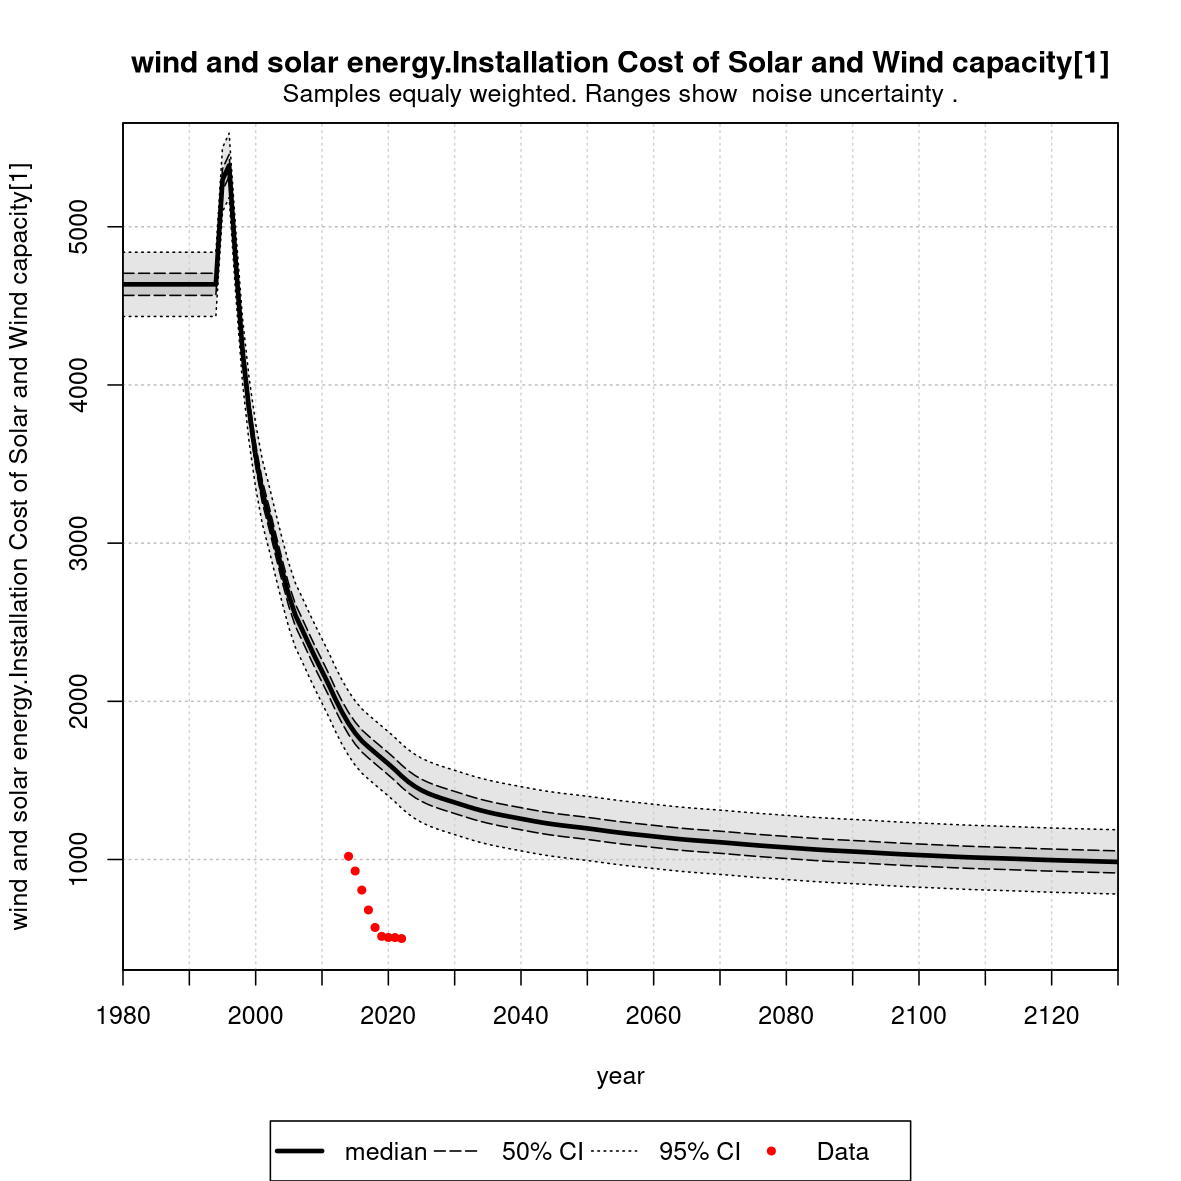 wind and solar energy.Installation Cost of Solar and Wind capacity[1]
Samples equaly weighted. Ranges show  noise uncertainty .
wind and solar energy.Installation Cost of Solar and Wind capacity[1]
5000
4000
3000
2000
1000
1980 2000 2020 2040 2060 2080 2100 2120
year
median 50% CI 95% CI Data